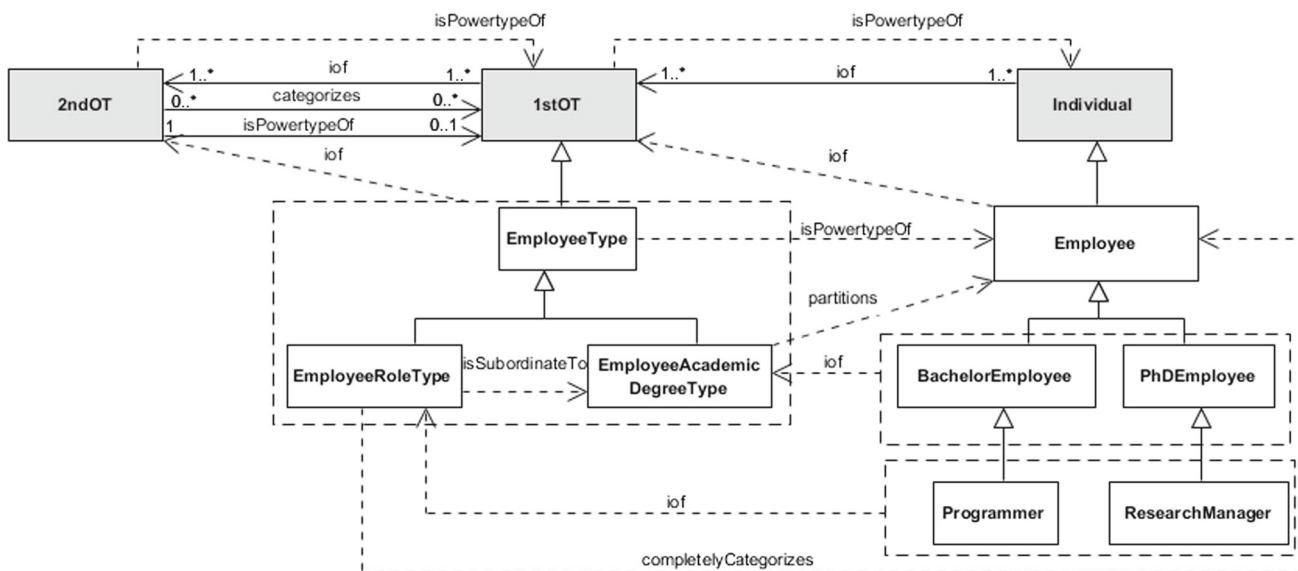 isPowertypeOf
isPowertypeOf
1..*
iof
1..*
1..*
iof
1..*
2ndOT
0..*
categorizes
0..*
1stOT
Individual
1
isPowertypeOf
0..1
iof
iof
EmployeeType
isPowertypeOf
Employee
partitions
EmployeeRoleType
isSubordinateTo
EmployeeAcademic
DegreeType
iof
BachelorEmployee
PhDEmployee
iof
Programmer
ResearchManager
completelyCategorizes